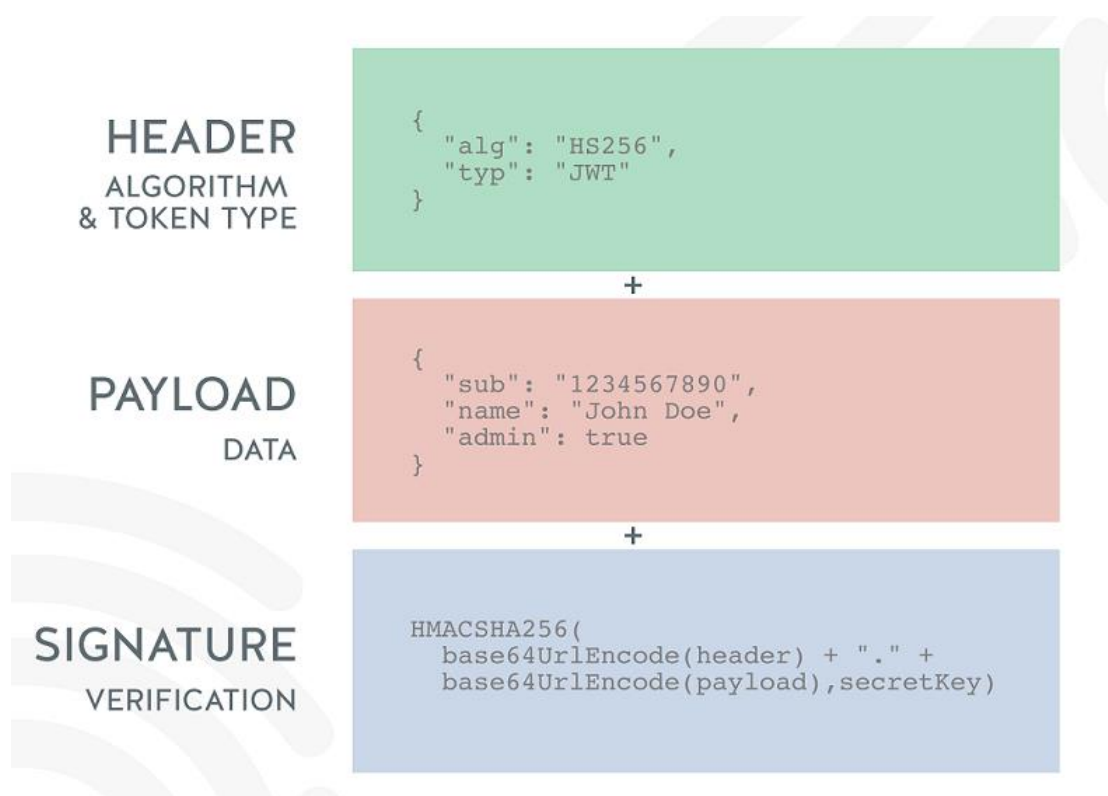 HEADER
ALGORITHM
& TOKEN TYPE
{
"alg": "HS256",
"typ": "JWT"
}
+
PAYLOAD
DATA
{
"sub": "1234567890",
"name": "John Doe",
"admin": true
}
+
SIGNATURE
VERIFICATION
HMACSHA256(
base64UrlEncode(header) + "." +
base64UrlEncode(payload),secretKey)